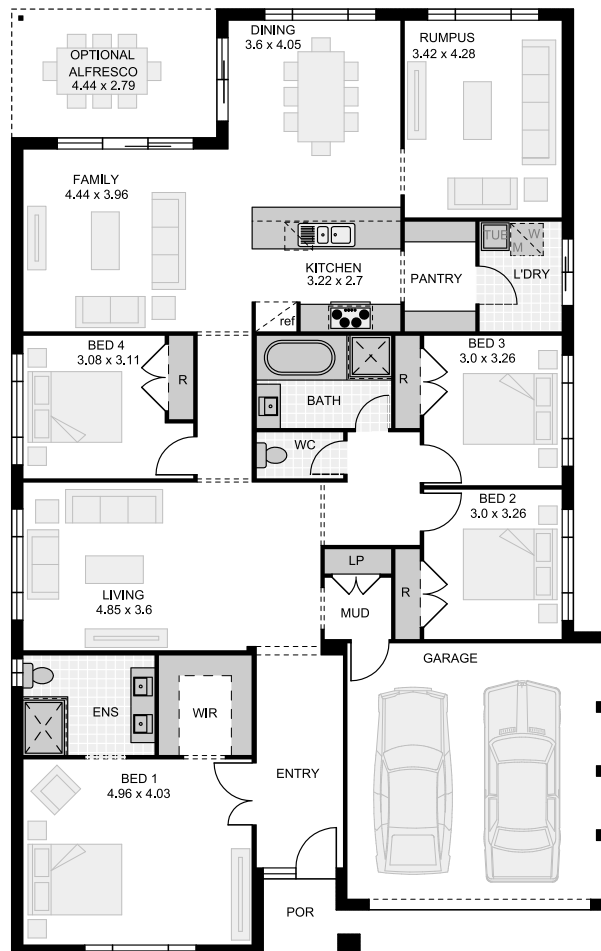 DINING
3.6 x 4.05
RUMPUS
3.42 x 4.28
OPTIONAL
ALFRESCO
4.44 x 2.79
FAMILY
4.44 x 3.96
TUB
W
M
L'DRY
KITCHEN
3.22 x 2.7
PANTRY
ref
BED 4
3.08 x 3.11
R
BATH
R
BED 3
3.0 x 3.26
WC
BED 2
3.0 x 3.26
LIVING
4.85 x 3.6
LP
MUD
R
GARAGE
ENS
WIR
BED 1
4.96 x 4.03
ENTRY
POR